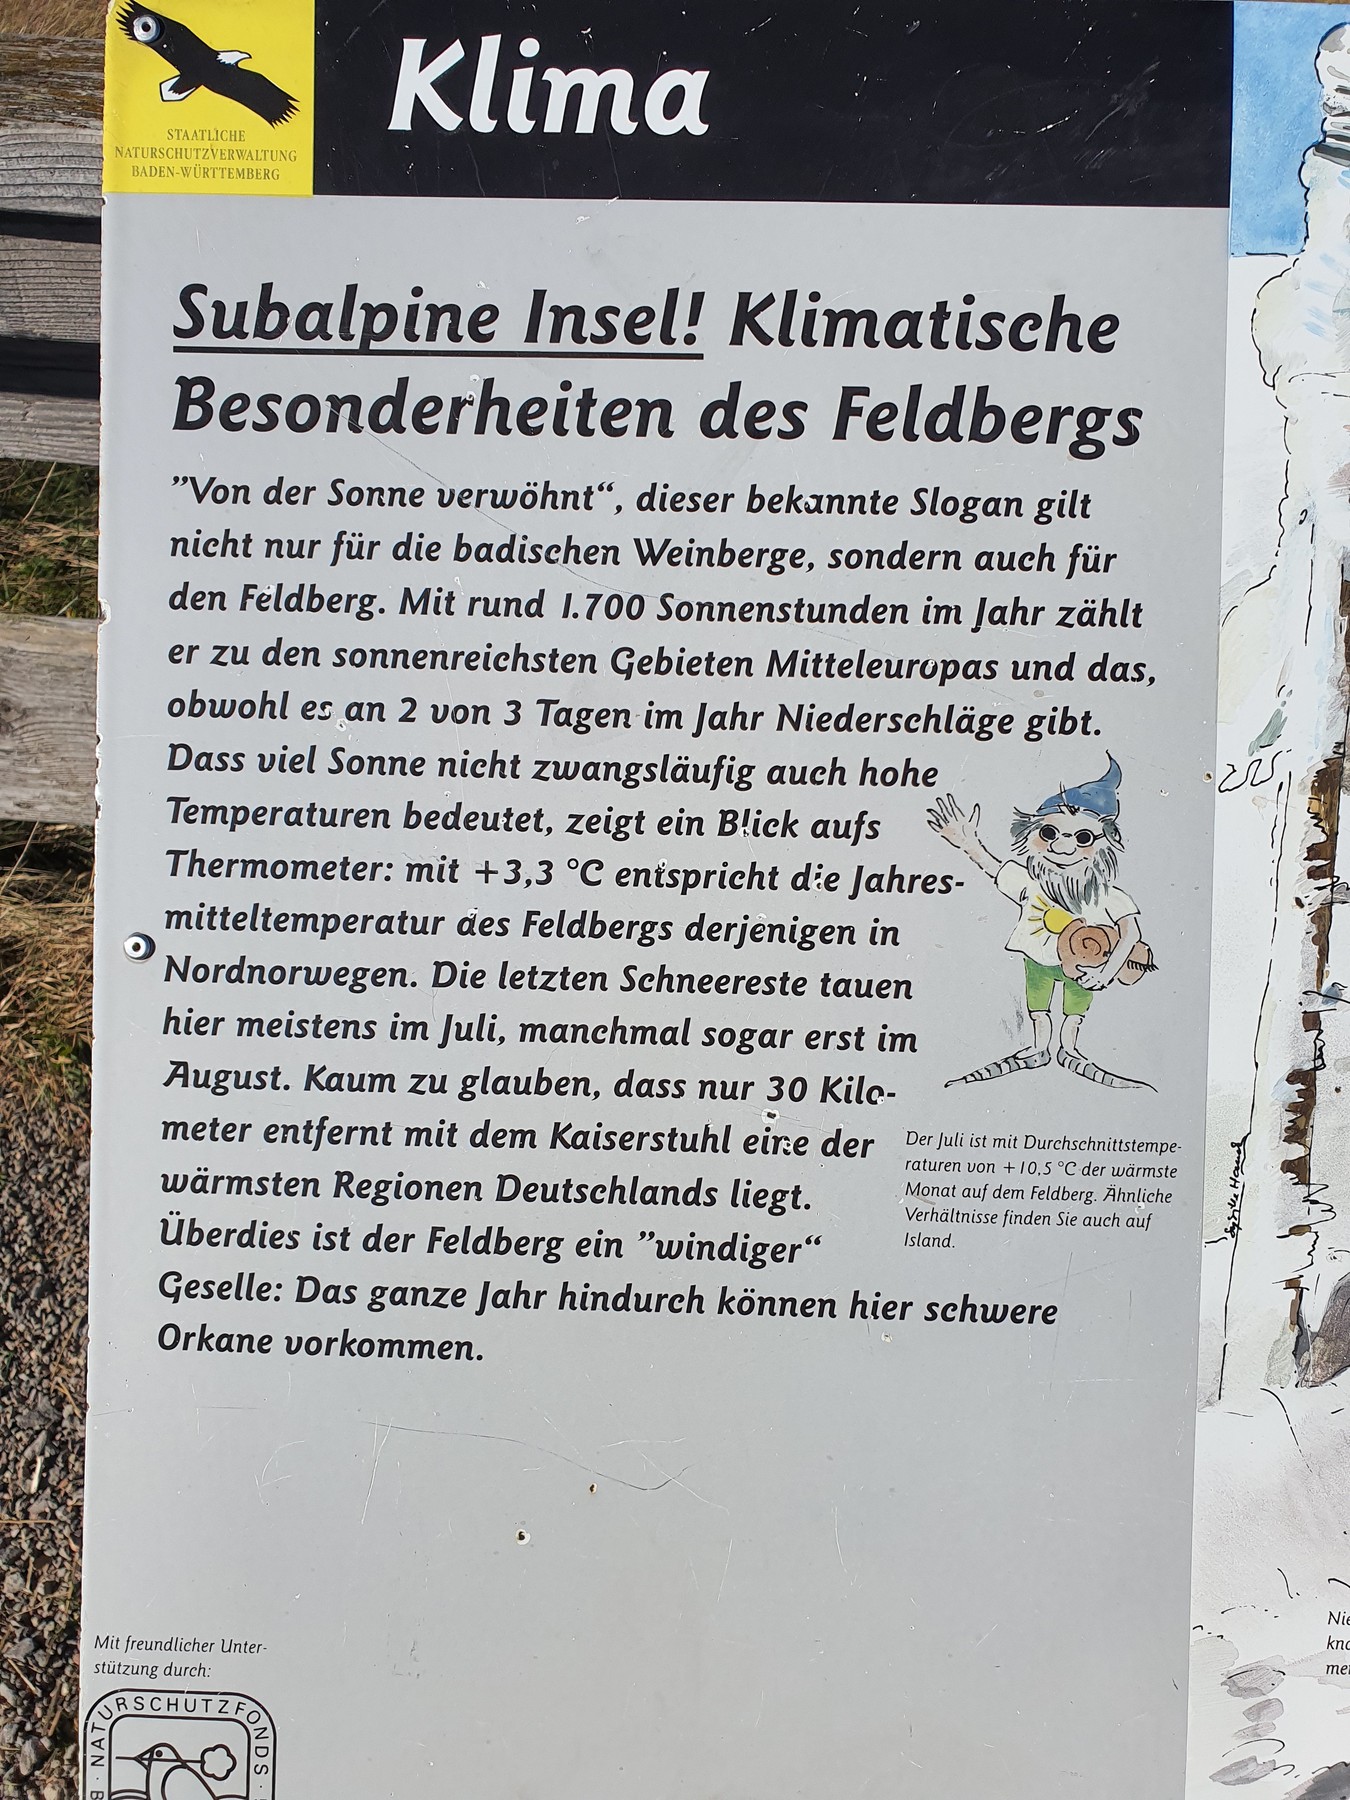 STAATLICHE
NATURSCHUTZVERWALTUNG
BADEN-WÜRTTEMBERG
Klima
Subalpine Insel! Klimatische
Besonderheiten des Feldbergs
”Von der Sonne verwöhnt“, dieser bekannte Slogan gilt
nicht nur für die badischen Weinberge, sondern auch für
den Feldberg. Mit rund 1.700 Sonnenstunden im Jahr zählt
er zu den sonnenreichsten Gebieten Mitteleuropas und das,
obwohl es an 2 von 3 Tagen im Jahr Niederschläge gibt.
Dass viel Sonne nicht zwangsläufig auch hohe
Temperaturen bedeutet, zeigt ein Blick aufs
Thermometer: mit +3,3 °C entspricht die Jahres-
mitteltemperatur des Feldbergs derjenigen in
Nordnorwegen. Die letzten Schneereste tauen
hier meistens im Juli, manchmal sogar erst im
August. Kaum zu glauben, dass nur 30 Kilo-
meter entfernt mit dem Kaiserstuhl eine der
wärmsten Regionen Deutschlands liegt.
Überdies ist der Feldberg ein ”windiger“
Geselle: Das ganze Jahr hindurch können hier schwere
Orkane vorkommen.
Der Juli ist mit Durchschnittstempe-
raturen von +10,5 °C der wärmste
Monat auf dem Feldberg. Ähnliche
Verhältnisse finden Sie auch auf
Island.
Mit freundlicher Unter-
stützung durch:
NATURSCHUTZFONDS